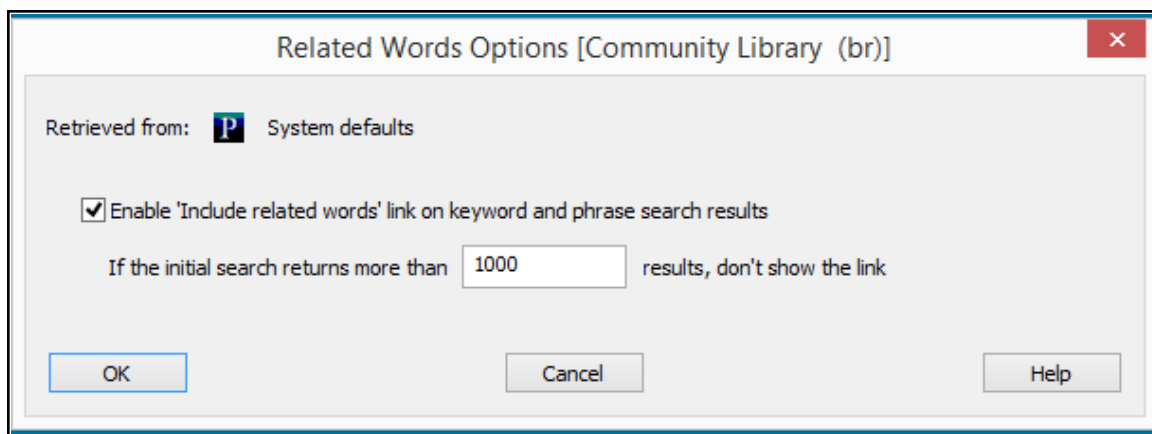 Related Words Options [Community Library  (br)]
Retrieved from: P System defaults
Enable 'Include related words' link on keyword and phrase search results
If the initial search returns more than 1000 results, don't show the link
OK Cancel Help